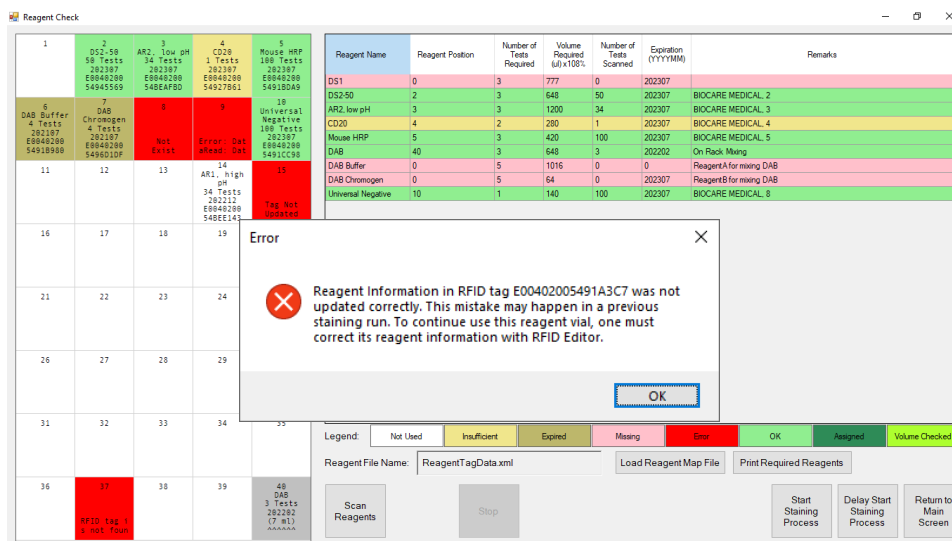 Reagent Check
1
2
DS2-50
50 Tests
202307
E0040200
54945569
3
AR2, low pH
34 Tests
202307
E0040200
54BEAFBD
4
CD20
1 Tests
202307
E0040200
54927B61
5
Mouse HRP
100 Tests
202307
E0040200
5491BDA9
6
DAB Buffer
4 Tests
202107
E0040200
5491B980
7
DAB
Chromogen
4 Tests
202107
E0040200
5496D1DF
8
Not
Exist
9
Error: Dat
aRead: Dat
10
Universal
Negative
100 Tests
202307
E0040200
5491CC98
11
12
13
14
AR1, high
pH
34 Tests
202212
E0040200
54BEE143
15
Tag Not
Updated
16
17
18
19
21
22
23
24
26
27
28
29
31
32
33
34
35
36
37
RFID tag i
s not foun
38
39
40
DAB
3 Tests
202202
(7 ml)
^^^^^^
Reagent Name Reagent Position Number of Tests Required Volume Required (ul)x108% Number of Tests Scanned Expiration (YYYYMM) Remarks
DS1 0 3 777 0 202307
DS2-50 2 3 648 50 202307 BIOCARE MEDICAL, 2
AR2, low pH 3 3 1200 34 202307 BIOCARE MEDICAL, 3
CD20 4 2 280 1 202307 BIOCARE MEDICAL, 4
Mouse HRP 5 3 420 100 202307 BIOCARE MEDICAL, 5
DAB 40 3 648 3 202202 On Rack Mixing
DAB Buffer 0 5 1016 0 0 Reagent A for mixing DAB
DAB Chromogen 0 5 64 0 202307 Reagent B for mixing DAB
Universal Negative 10 1 140 100 202307 BIOCARE MEDICAL, 8
Error
Reagent Information in RFID tag E00402005491A3C7 was not
updated correctly. This mistake may happen in a previous
staining run. To continue use this reagent vial, one must
correct its reagent information with RFID Editor.
OK
Legend: Not Used Insufficient Expired Missing Error OK Assigned Volume Checked
Reagent File Name: ReagentTagData.xml Load Reagent Map File Print Required Reagents
Scan
Reagents
Stop
Start
Staining
Process
Delay Start
Staining
Process
Return to
Main
Screen